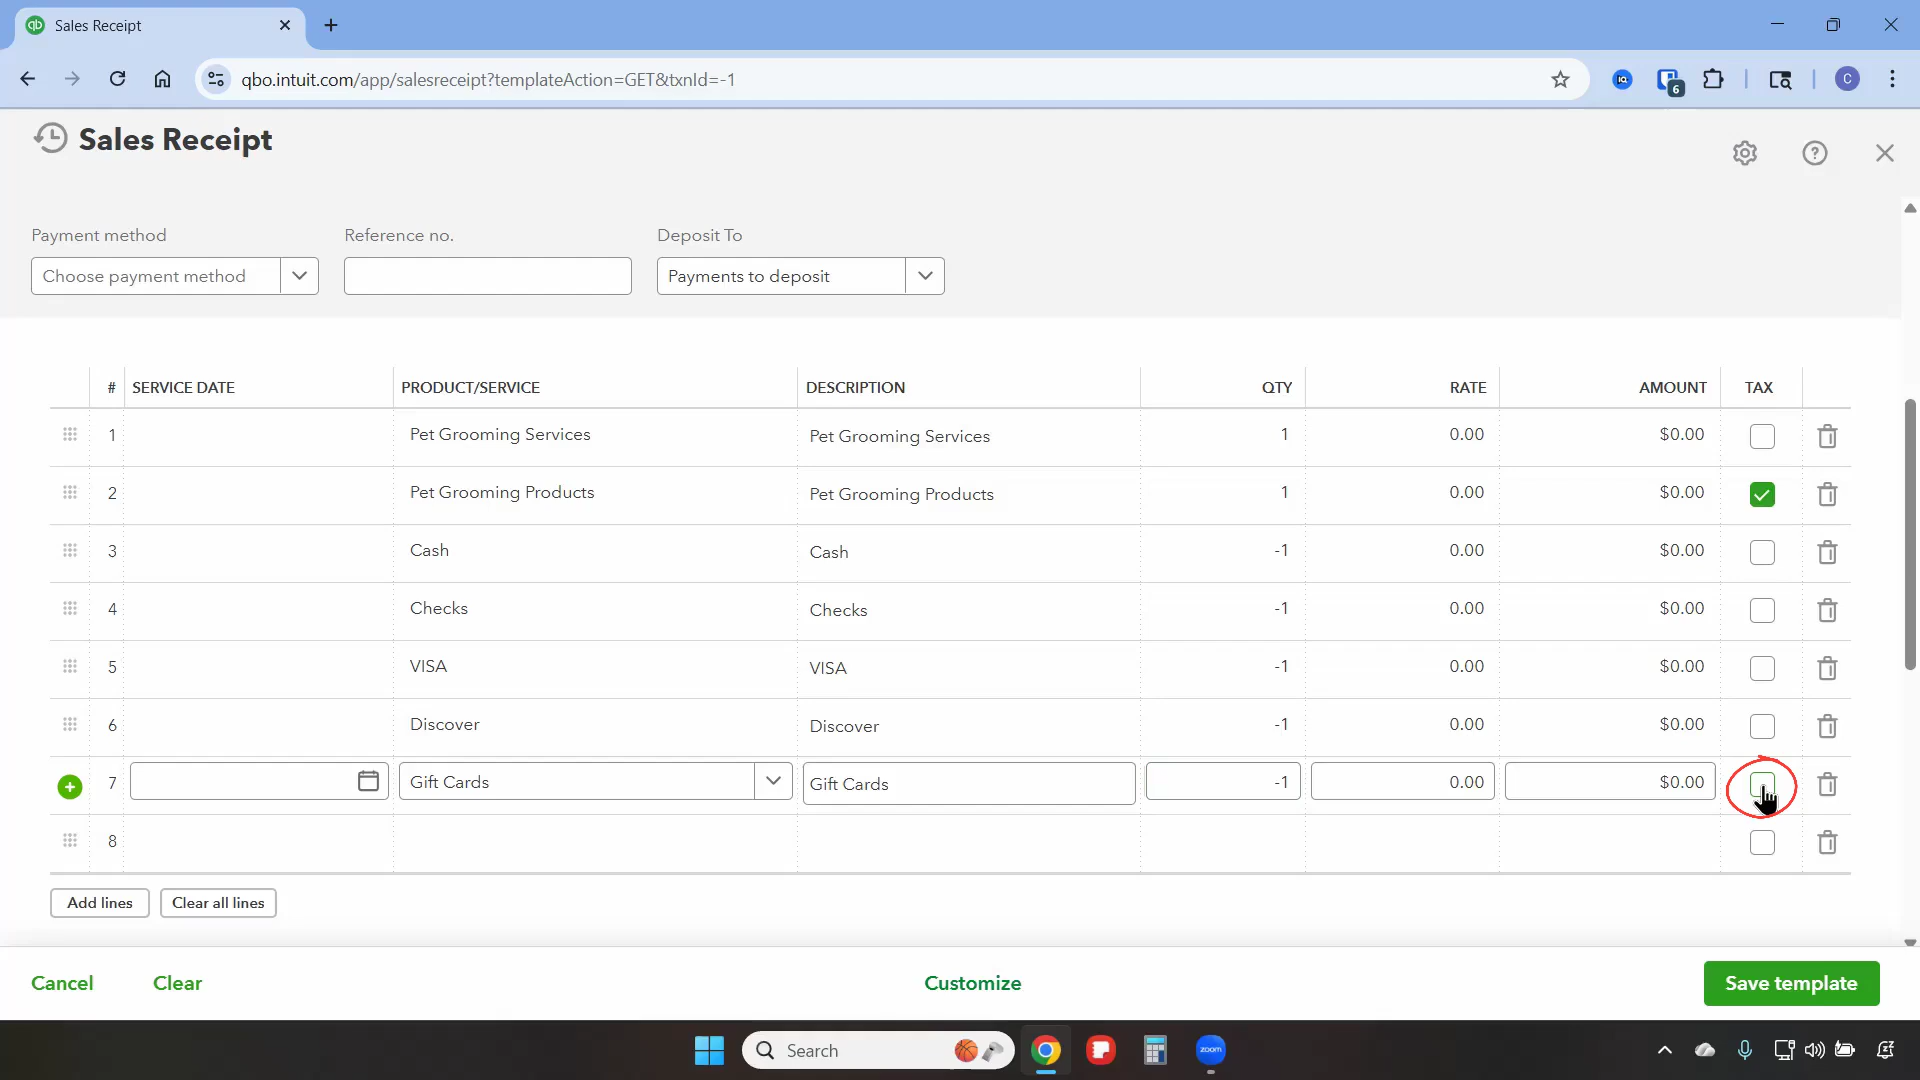 Sales Receipt
qbo.intuit.com/app/salesreceipt?templateAction=GET&txnId=-1
6
C
Sales Receipt
Payment method
Reference no.
Deposit To
Choose payment method
Payments to deposit
# SERVICE DATE PRODUCT/SERVICE DESCRIPTION QTY RATE AMOUNT TAX
1 Pet Grooming Services Pet Grooming Services 1 0.00 $0.00
2 Pet Grooming Products Pet Grooming Products 1 0.00 $0.00
3 Cash Cash -1 0.00 $0.00
4 Checks Checks -1 0.00 $0.00
5 VISA VISA -1 0.00 $0.00
6 Discover Discover -1 0.00 $0.00
7 Gift Cards Gift Cards -1 0.00 $0.00
8
Add lines
Clear all lines
Cancel
Clear
Customize
Save template
Search
zoom